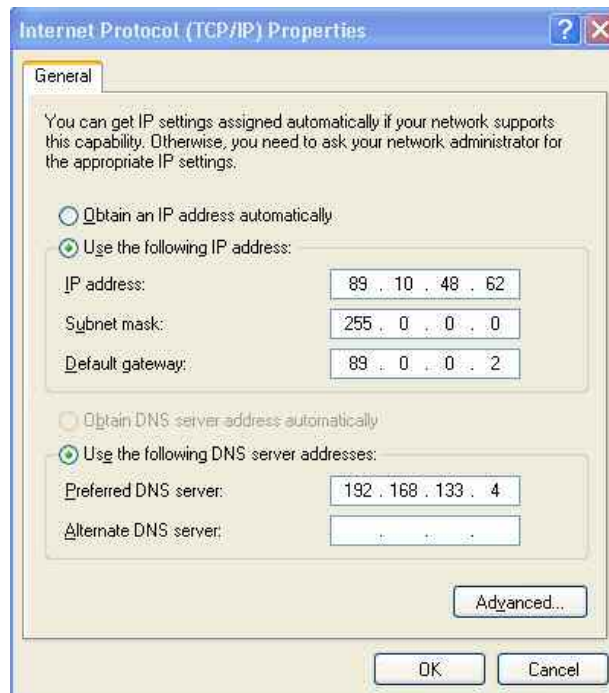 Internet Protocol (TCP/IP) Properties
General
You can get IP settings assigned automatically if your network supports
this capability. Otherwise, you need to ask your network administrator for
the appropriate IP settings.
Obtain an IP address automatically
Use the following IP address:
IP address: 89 . 10 . 48 . 62
Subnet mask: 255 . 0 . 0 . 0
Default gateway: 89 . 0 . 0 . 2
Obtain DNS server address automatically
Use the following DNS server addresses:
Preferred DNS server: 192 . 168 . 133 . 4
Alternate DNS server: . . .
Advanced...
OK Cancel